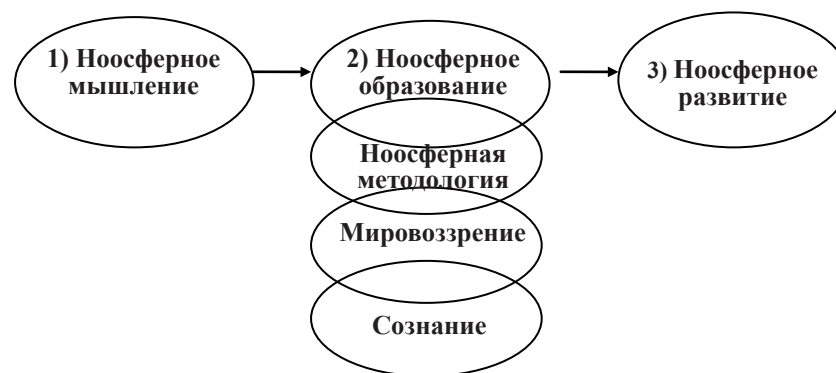 1) Ноосферное
мышление
2) Ноосферное
образование
3) Ноосферное
развитие
Ноосферная
методология
Мировоззрение
Сознание